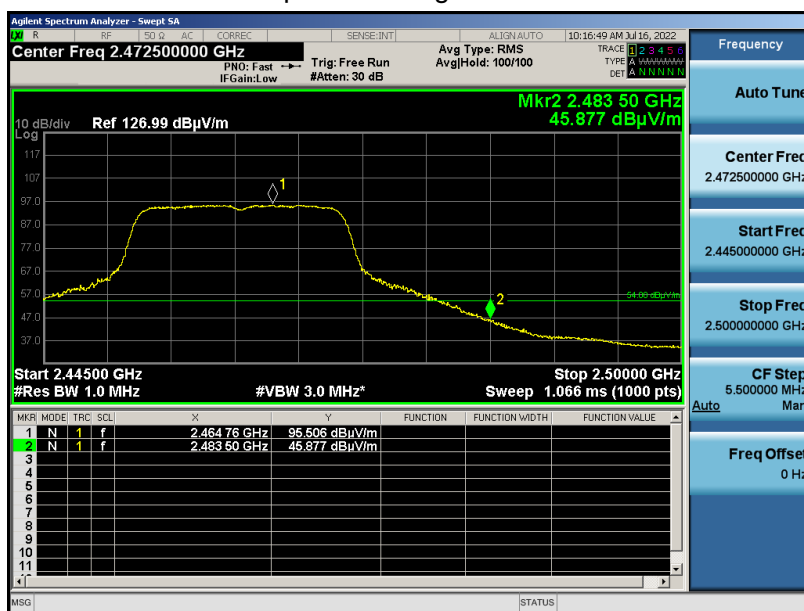 Agilent Spectrum Analyzer - Swept SA
LXI R RF 50 Ω AC CORREC SENSE:INT ALIGN AUTO 10:16:49 AM Jul 16, 2022
Center Freq 2.472500000 GHz
PNO: Fast
IFGain:Low
Trig: Free Run
#Atten: 30 dB
Avg Type: RMS
Avg|Hold: 100/100
TRACE 1 2 3 4 5 6
TYPE A WWWWW
DET A N N N N N
Mkr2 2.483 50 GHz
45.877 dBµV/m
10 dB/div Ref 126.99 dBµV/m
Log
117
107
97.0
87.0
77.0
67.0
57.0
47.0
37.0
1
2
54.00 dBµV/m
Start 2.44500 GHz Stop 2.50000 GHz
#Res BW 1.0 MHz #VBW 3.0 MHz* Sweep 1.066 ms (1000 pts)
MKR MODE TRC SCL X Y FUNCTION FUNCTION WIDTH FUNCTION VALUE
1 N 1 f 2.464 76 GHz 95.506 dBµV/m
2 N 1 f 2.483 50 GHz 45.877 dBµV/m
3
4
5
6
7
8
9
10
11
MSG STATUS
Frequency
Auto Tune
Center Freq
2.472500000 GHz
Start Freq
2.445000000 GHz
Stop Freq
2.500000000 GHz
CF Step
5.500000 MHz
Auto Man
Freq Offset
0 Hz